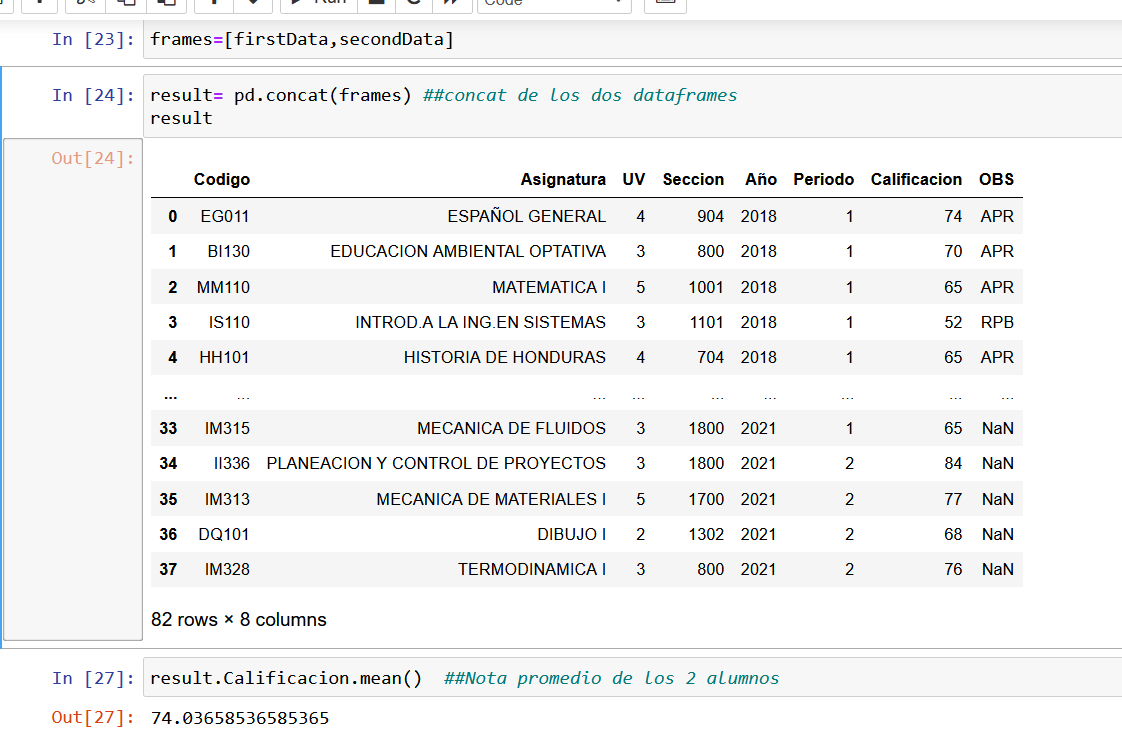 Run Code
In [23]: frames=[firstData,secondData]
In [24]: result= pd.concat(frames) ##concat de los dos dataframes
result
Out[24]:
Codigo Asignatura UV Seccion Año Periodo Calificacion OBS
0 EG011 ESPAÑOL GENERAL 4 904 2018 1 74 APR
1 BI130 EDUCACION AMBIENTAL OPTATIVA 3 800 2018 1 70 APR
2 MM110 MATEMATICA I 5 1001 2018 1 65 APR
3 IS110 INTROD.A LA ING.EN SISTEMAS 3 1101 2018 1 52 RPB
4 HH101 HISTORIA DE HONDURAS 4 704 2018 1 65 APR
... ... ... ... ... ... ... ... ...
33 IM315 MECANICA DE FLUIDOS 3 1800 2021 1 65 NaN
34 II336 PLANEACION Y CONTROL DE PROYECTOS 3 1800 2021 2 84 NaN
35 IM313 MECANICA DE MATERIALES I 5 1700 2021 2 77 NaN
36 DQ101 DIBUJO I 2 1302 2021 2 68 NaN
37 IM328 TERMODINAMICA I 3 800 2021 2 76 NaN
82 rows × 8 columns
In [27]: result.Calificacion.mean() ##Nota promedio de los 2 alumnos
Out[27]: 74.03658536585365